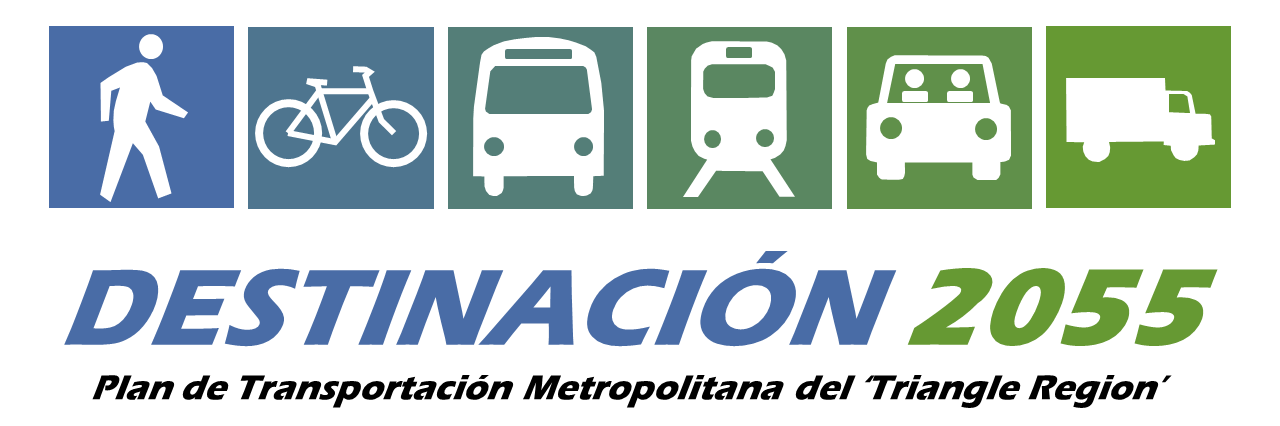 DESTINACIÓN 2055
Plan de Transportación Metropolitana del ‘Triangle Region’